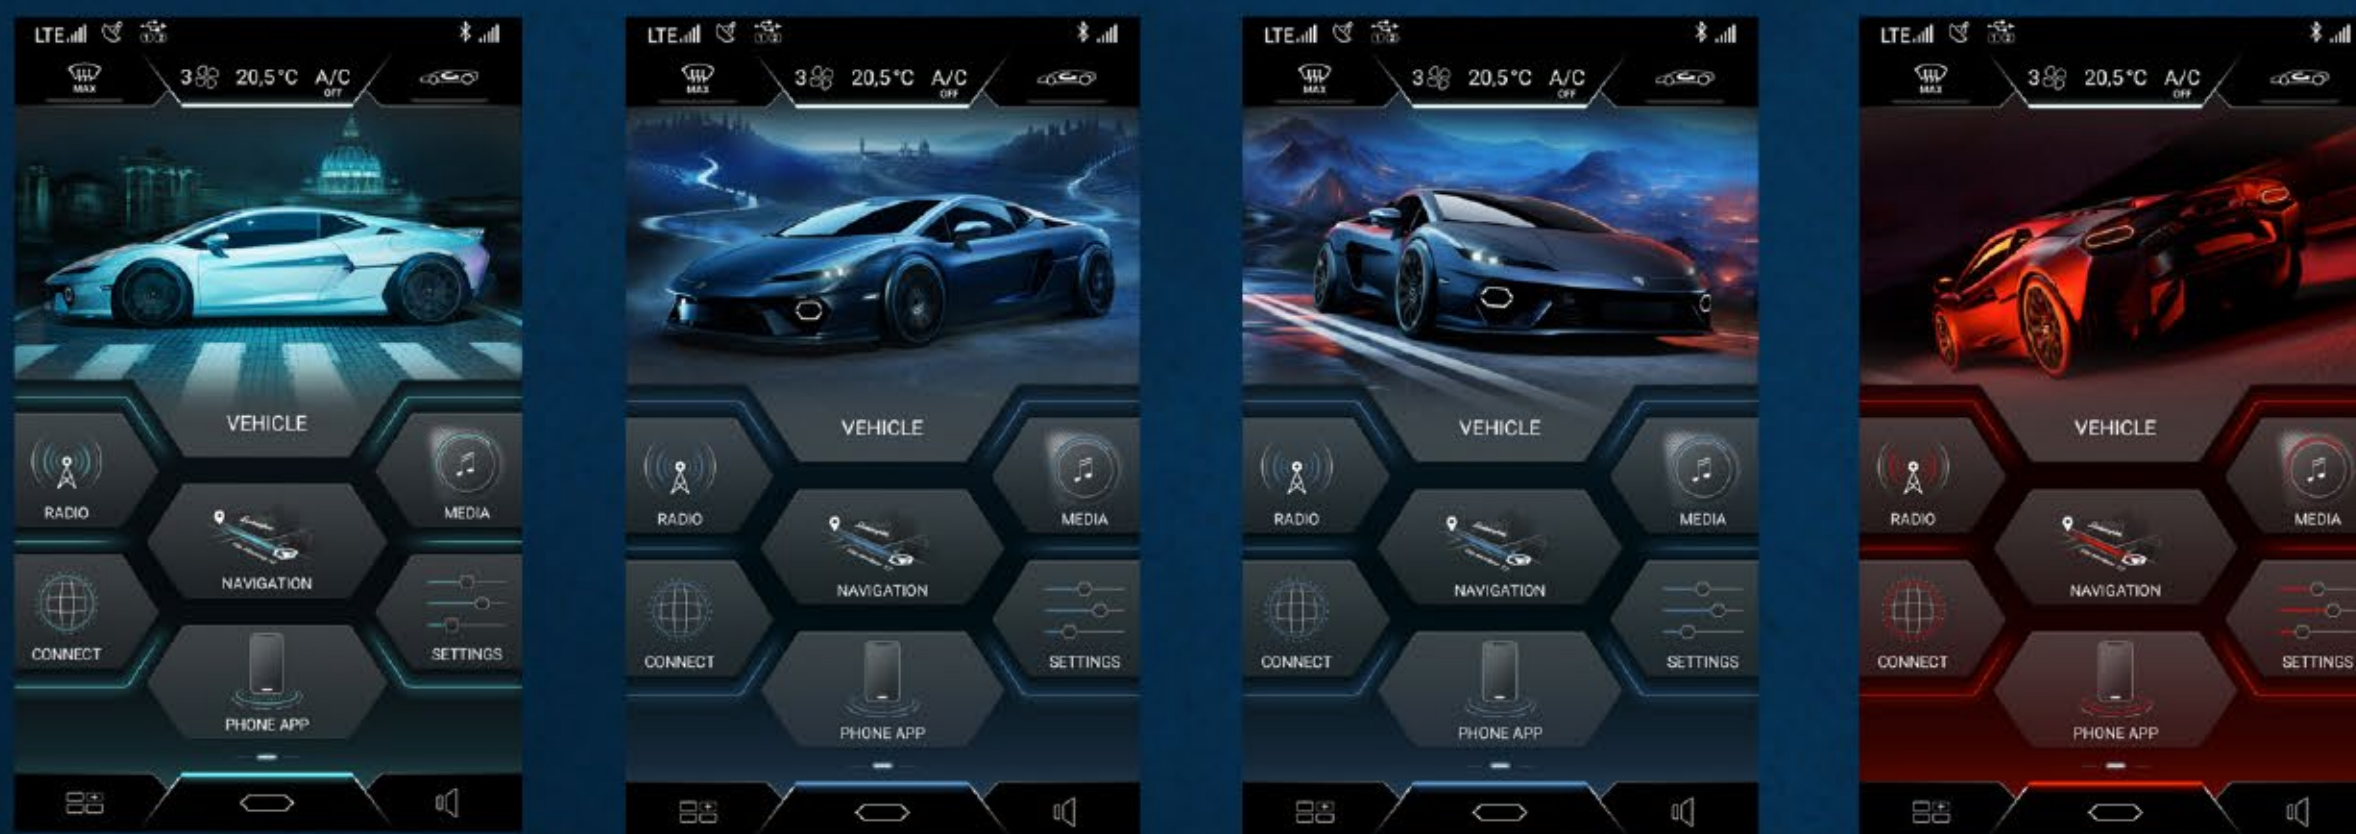 LTE
3 20,5°C A/C
MAX OFF
VEHICLE
RADIO
MEDIA
NAVIGATION
CONNECT
SETTINGS
PHONE APP
LTE
3 20,5°C A/C
MAX OFF
VEHICLE
RADIO
MEDIA
NAVIGATION
CONNECT
SETTINGS
PHONE APP
LTE
3 20,5°C A/C
MAX OFF
VEHICLE
RADIO
MEDIA
NAVIGATION
CONNECT
SETTINGS
PHONE APP
LTE
3 20,5°C A/C
MAX OFF
VEHICLE
RADIO
MEDIA
NAVIGATION
CONNECT
SETTINGS
PHONE APP